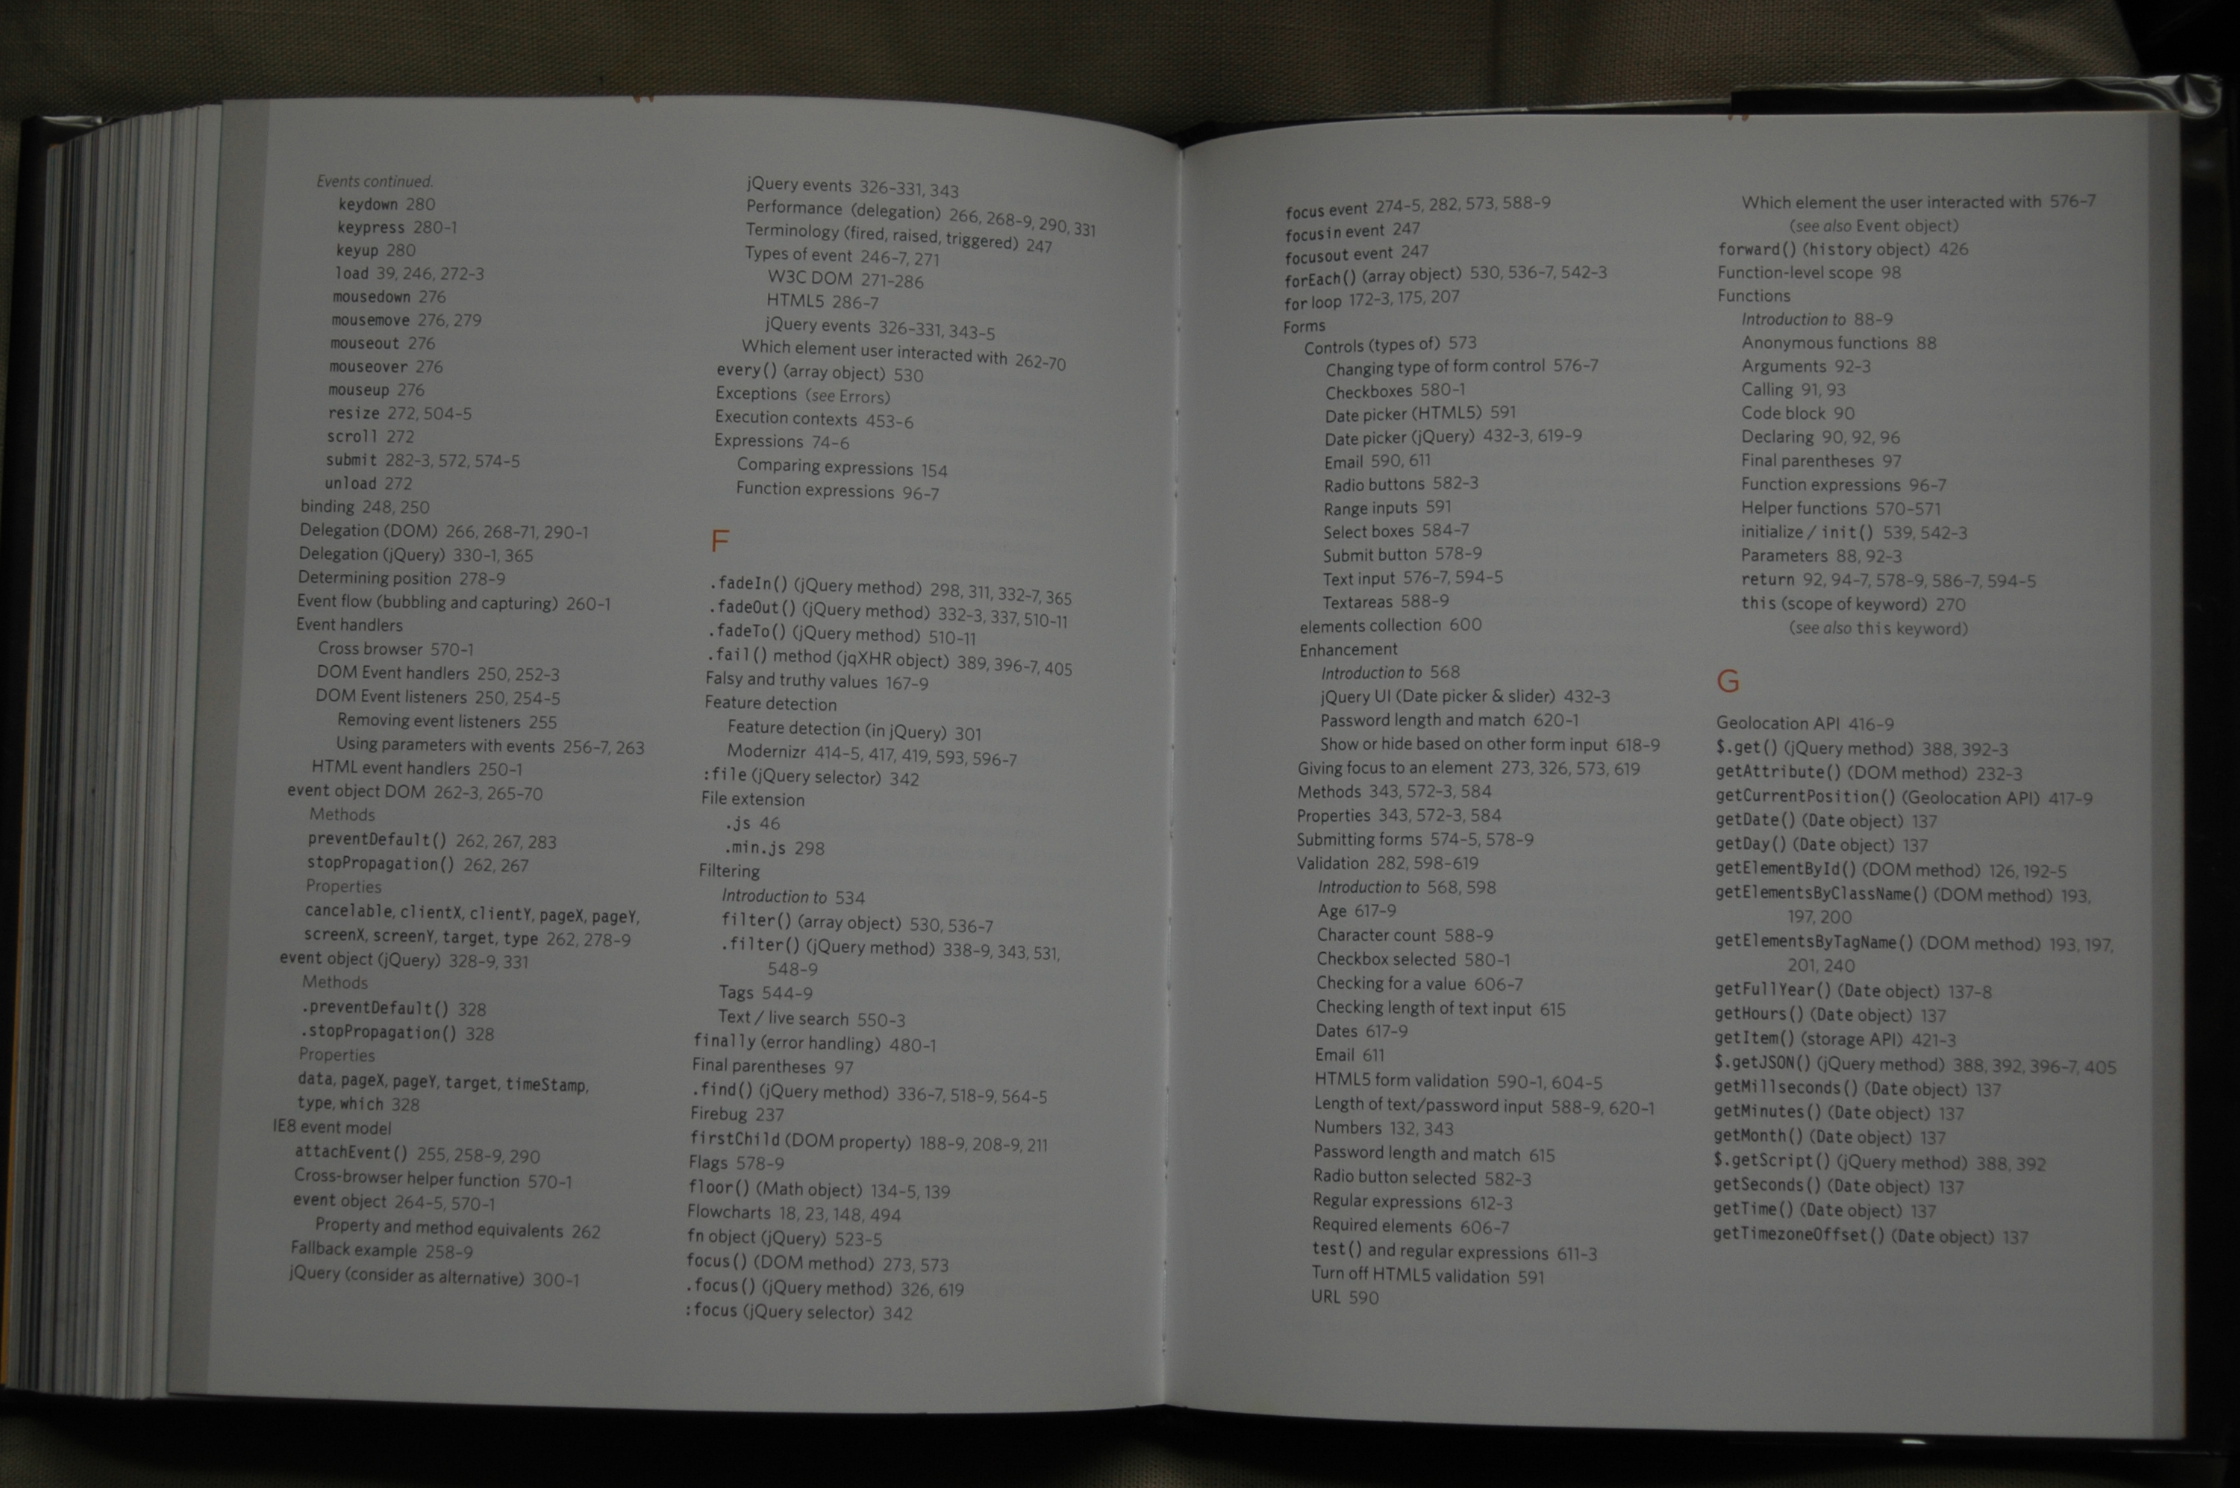 Events continued.
keydown 280
keypress 280-1
keyup 280
load 39, 246, 272-3
mousedown 276
mousemove 276, 279
mouseout 276
mouseover 276
mouseup 276
resize 272, 504-5
scroll 272
submit 282-3, 572, 574-5
unload 272
binding 248, 250
Delegation (DOM) 266, 268-71, 290-1
Delegation (jQuery) 330-1, 365
Determining position 278-9
Event flow (bubbling and capturing) 260-1
Event handlers
Cross browser 570-1
DOM Event handlers 250, 252-3
DOM Event listeners 250, 254-5
Removing event listeners 255
Using parameters with events 256-7, 263
HTML event handlers 250-1
event object DOM 262-3, 265-70
Methods
preventDefault() 262, 267, 283
stopPropagation() 262, 267
Properties
cancelable, clientX, clientY, pageX, pageY,
screenX, screenY, target, type 262, 278-9
event object (jQuery) 328-9, 331
Methods
.preventDefault() 328
.stopPropagation() 328
Properties
data, pageX, pageY, target, timeStamp,
type, which 328
IE8 event model
attachEvent() 255, 258-9, 290
Cross-browser helper function 570-1
event object 264-5, 570-1
Property and method equivalents 262
Fallback example 258-9
jQuery (consider as alternative) 300-1
jQuery events 326-331, 343
Performance (delegation) 266, 268-9, 290, 331
Terminology (fired, raised, triggered) 247
Types of event 246-7, 271
W3C DOM 271-286
HTML5 286-7
jQuery events 326-331, 343-5
Which element user interacted with 262-70
every() (array object) 530
Exceptions (see Errors)
Execution contexts 453-6
Expressions 74-6
Comparing expressions 154
Function expressions 96-7
F
.fadeIn() (jQuery method) 298, 311, 332-7, 365
.fadeOut() (jQuery method) 332-3, 337, 510-11
.fadeTo() (jQuery method) 510-11
.fail() method (jqXHR object) 389, 396-7, 405
Falsy and truthy values 167-9
Feature detection
Feature detection (in jQuery) 301
Modernizr 414-5, 417, 419, 593, 596-7
:file (jQuery selector) 342
File extension
.js 46
.min.js 298
Filtering
Introduction to 534
filter() (array object) 530, 536-7
.filter() (jQuery method) 338-9, 343, 531,
548-9
Tags 544-9
Text / live search 550-3
finally (error handling) 480-1
Final parentheses 97
.find() (jQuery method) 336-7, 518-9, 564-5
Firebug 237
firstChild (DOM property) 188-9, 208-9, 211
Flags 578-9
floor() (Math object) 134-5, 139
Flowcharts 18, 23, 148, 494
fn object (jQuery) 523-5
focus() (DOM method) 273, 573
.focus() (jQuery method) 326, 619
:focus (jQuery selector) 342
focus event 274-5, 282, 573, 588-9
focusin event 247
focusout event 247
forEach() (array object) 530, 536-7, 542-3
for loop 172-3, 175, 207
Forms
Controls (types of) 573
Changing type of form control 576-7
Checkboxes 580-1
Date picker (HTML5) 591
Date picker (jQuery) 432-3, 619-9
Email 590, 611
Radio buttons 582-3
Range inputs 591
Select boxes 584-7
Submit button 578-9
Text input 576-7, 594-5
Textareas 588-9
elements collection 600
Enhancement
Introduction to 568
jQuery UI (Date picker & slider) 432-3
Password length and match 620-1
Show or hide based on other form input 618-9
Giving focus to an element 273, 326, 573, 619
Methods 343, 572-3, 584
Properties 343, 572-3, 584
Submitting forms 574-5, 578-9
Validation 282, 598-619
Introduction to 568, 598
Age 617-9
Character count 588-9
Checkbox selected 580-1
Checking for a value 606-7
Checking length of text input 615
Dates 617-9
Email 611
HTML5 form validation 590-1, 604-5
Length of text/password input 588-9, 620-1
Numbers 132, 343
Password length and match 615
Radio button selected 582-3
Regular expressions 612-3
Required elements 606-7
test() and regular expressions 611-3
Turn off HTML5 validation 591
URL 590
Which element the user interacted with 576-7
(see also Event object)
forward() (history object) 426
Function-level scope 98
Functions
Introduction to 88-9
Anonymous functions 88
Arguments 92-3
Calling 91, 93
Code block 90
Declaring 90, 92, 96
Final parentheses 97
Function expressions 96-7
Helper functions 570-571
initialize / init() 539, 542-3
Parameters 88, 92-3
return 92, 94-7, 578-9, 586-7, 594-5
this (scope of keyword) 270
(see also this keyword)
G
Geolocation API 416-9
$.get() (jQuery method) 388, 392-3
getAttribute() (DOM method) 232-3
getCurrentPosition() (Geolocation API) 417-9
getDate() (Date object) 137
getDay() (Date object) 137
getElementById() (DOM method) 126, 192-5
getElementsByClassName() (DOM method) 193,
197, 200
getElementsByTagName() (DOM method) 193, 197,
201, 240
getFullYear() (Date object) 137-8
getHours() (Date object) 137
getItem() (storage API) 421-3
$.getJSON() (jQuery method) 388, 392, 396-7, 405
getMillseconds() (Date object) 137
getMinutes() (Date object) 137
getMonth() (Date object) 137
$.getScript() (jQuery method) 388, 392
getSeconds() (Date object) 137
getTime() (Date object) 137
getTimezoneOffset() (Date object) 137